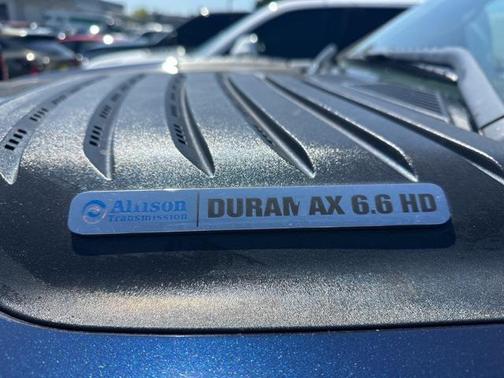 Allison
Transmission
DURAMAX 6.6 HD